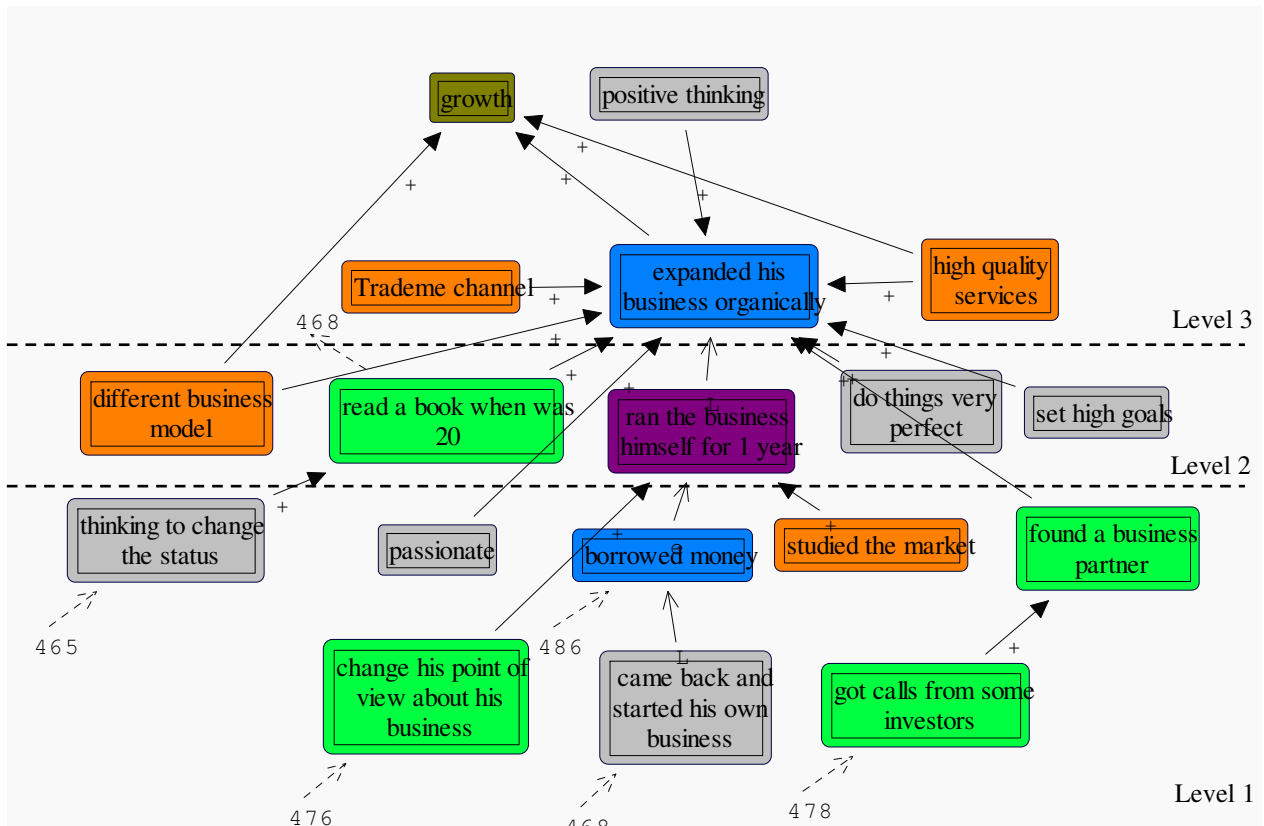 growth
positive thinking
+
+
+
+
expanded his
business organically
high quality
services
Trademe channel
+
+
468
Level 3
+
+
different business
model
read a book when was
20
+
+
L
ran the business
himself for 1 year
++
do things very
perfect
set high goals
Level 2
thinking to change
the status
+
passionate
+
a
borrowed money
+
studied the market
found a business
partner
465
486
+
change his point of
view about his
business
L
came back and
started his own
business
got calls from some
investors
476
468
478
Level 1